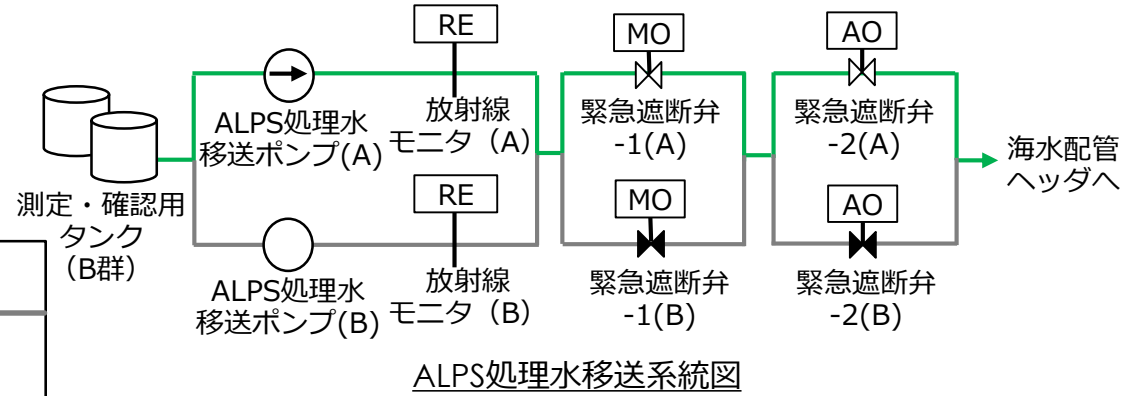 RE
MO
AO
ALPS処理水
移送ポンプ(A)
放射線
モニタ（A）
緊急遮断弁
-1(A)
緊急遮断弁
-2(A)
測定・確認用
タンク
（B群）
海水配管
ヘッダへ
RE
MO
AO
ALPS処理水
移送ポンプ(B)
放射線
モニタ（B）
緊急遮断弁
-1(B)
緊急遮断弁
-2(B)
ALPS処理水移送系統図